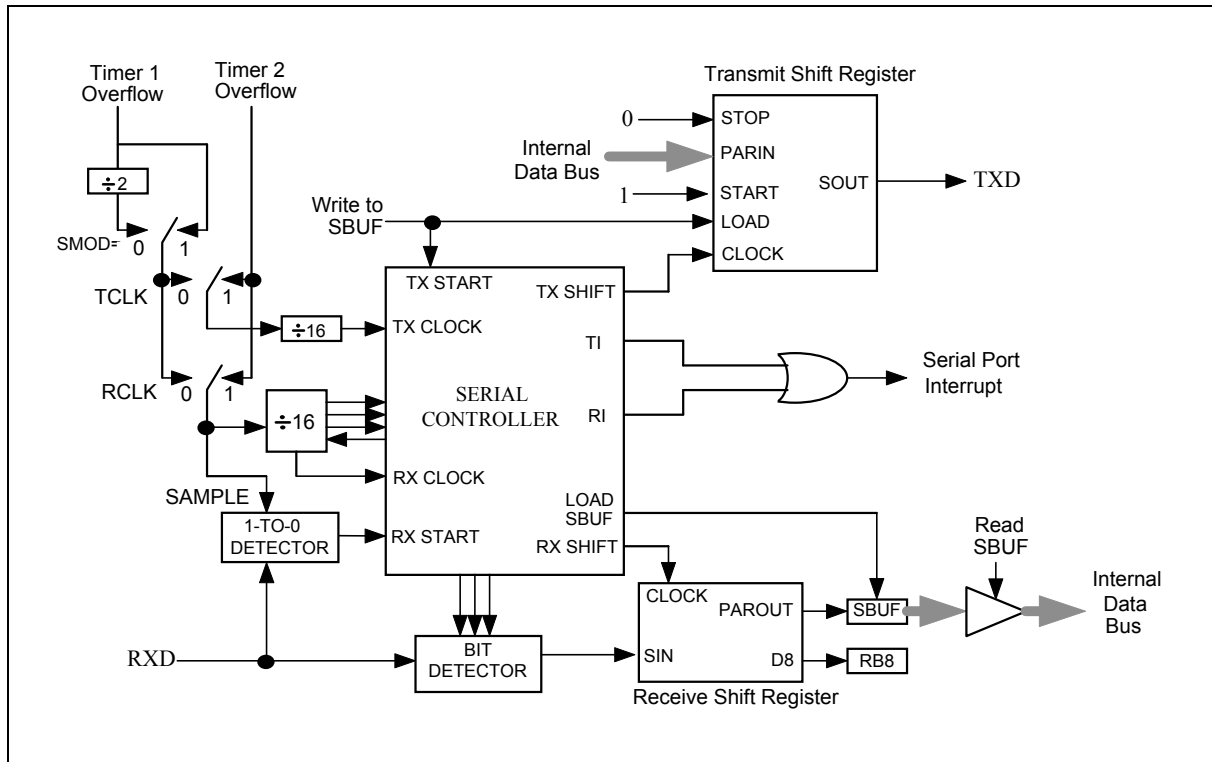 Timer 1
Overflow
Timer 2
Overflow
÷2
SMOD=
0
1
TCLK
0
1
RCLK
0
1
÷16
÷16
SAMPLE
1-TO-0
DETECTOR
RXD
Write to
SBUF
TX START
TX CLOCK
SERIAL
CONTROLLER
RX CLOCK
RX START
TX SHIFT
TI
RI
LOAD
SBUF
RX SHIFT
BIT
DETECTOR
Transmit Shift Register
0
Internal
Data Bus
1
STOP
PARIN
START
LOAD
CLOCK
SOUT
TXD
Serial Port
Interrupt
CLOCK
PAROUT
SIN
D8
Receive Shift Register
SBUF
RB8
Read
SBUF
Internal
Data
Bus